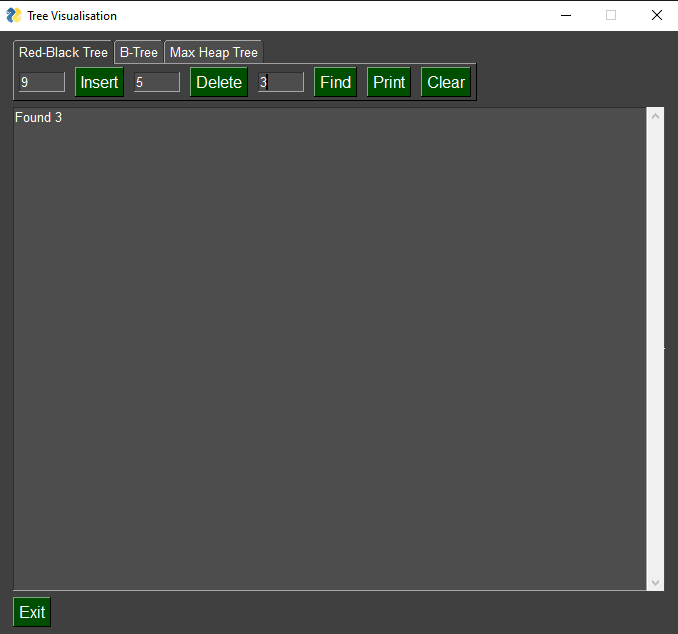 Tree Visualisation
Red-Black Tree B-Tree Max Heap Tree
9 Insert 5 Delete 3 Find Print Clear
Found 3
Exit